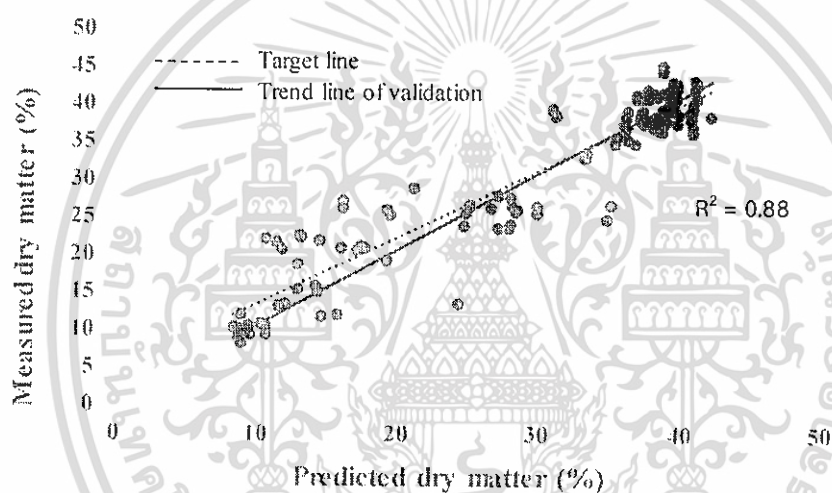 50
45
40
35
30
25
20
15
10
5
0
Target line
Trend line of validation
R² = 0.88
0 10 20 30 40 50
Measured dry matter (%)
Predicted dry matter (%)